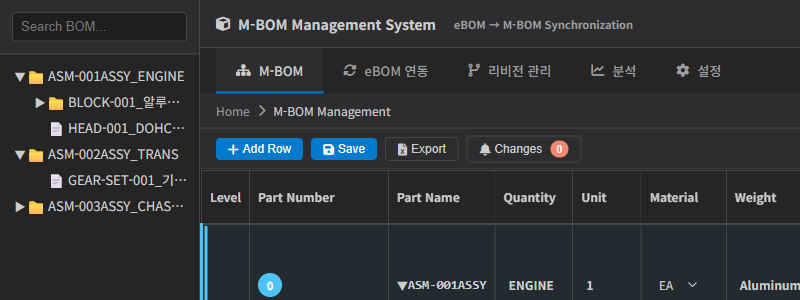 Search BOM...
ASM-001ASSY_ENGINE
BLOCK-001_알루...
HEAD-001_DOHC...
ASM-002ASSY_TRANS
GEAR-SET-001_기...
ASM-003ASSY_CHAS...
M-BOM Management System eBOM → M-BOM Synchronization
M-BOM eBOM 연동 리비전 관리 분석 설정
Home > M-BOM Management
+ Add Row Save Export Changes 0
Level Part Number Part Name Quantity Unit Material Weight
0 ▼ASM-001ASSY ENGINE 1 EA Aluminum